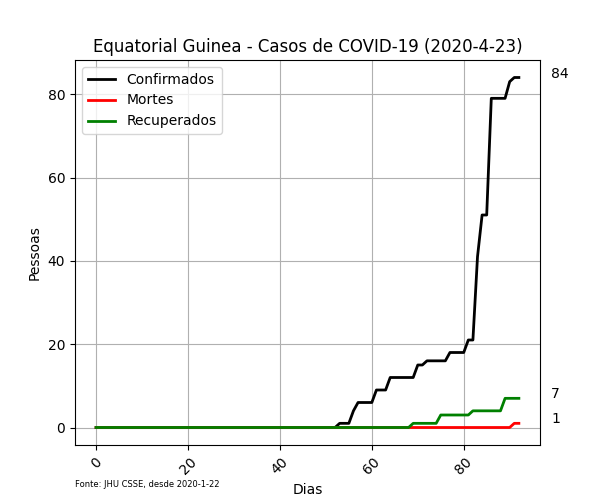 Equatorial Guinea - Casos de COVID-19 (2020-4-23)
Confirmados
Mortes
Recuperados
84
7
1
Pessoas
80
60
40
20
0
0
20
40
60
80
Dias
Fonte: JHU CSSE, desde 2020-1-22